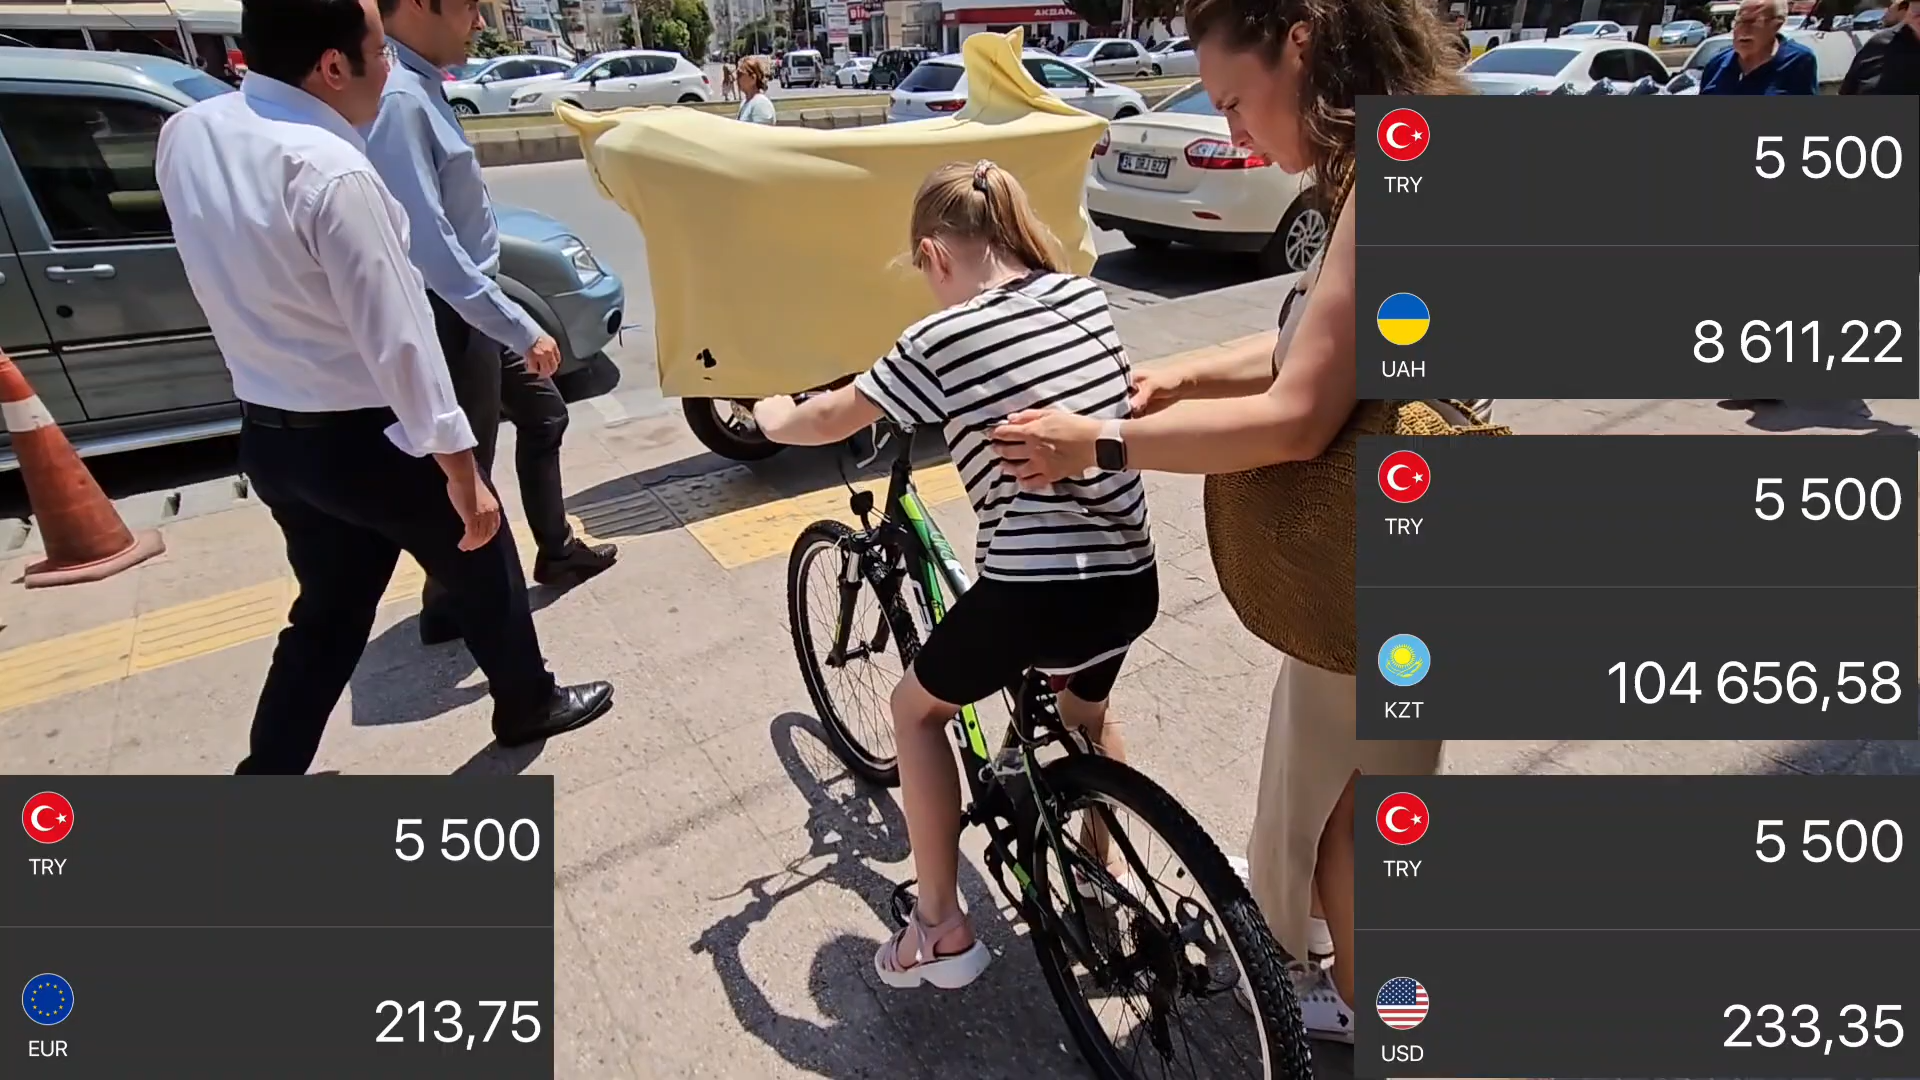 AKBANK
TRY
5 500
UAH
8 611,22
TRY
5 500
KZT
104 656,58
TRY
5 500
EUR
213,75
TRY
5 500
USD
233,35